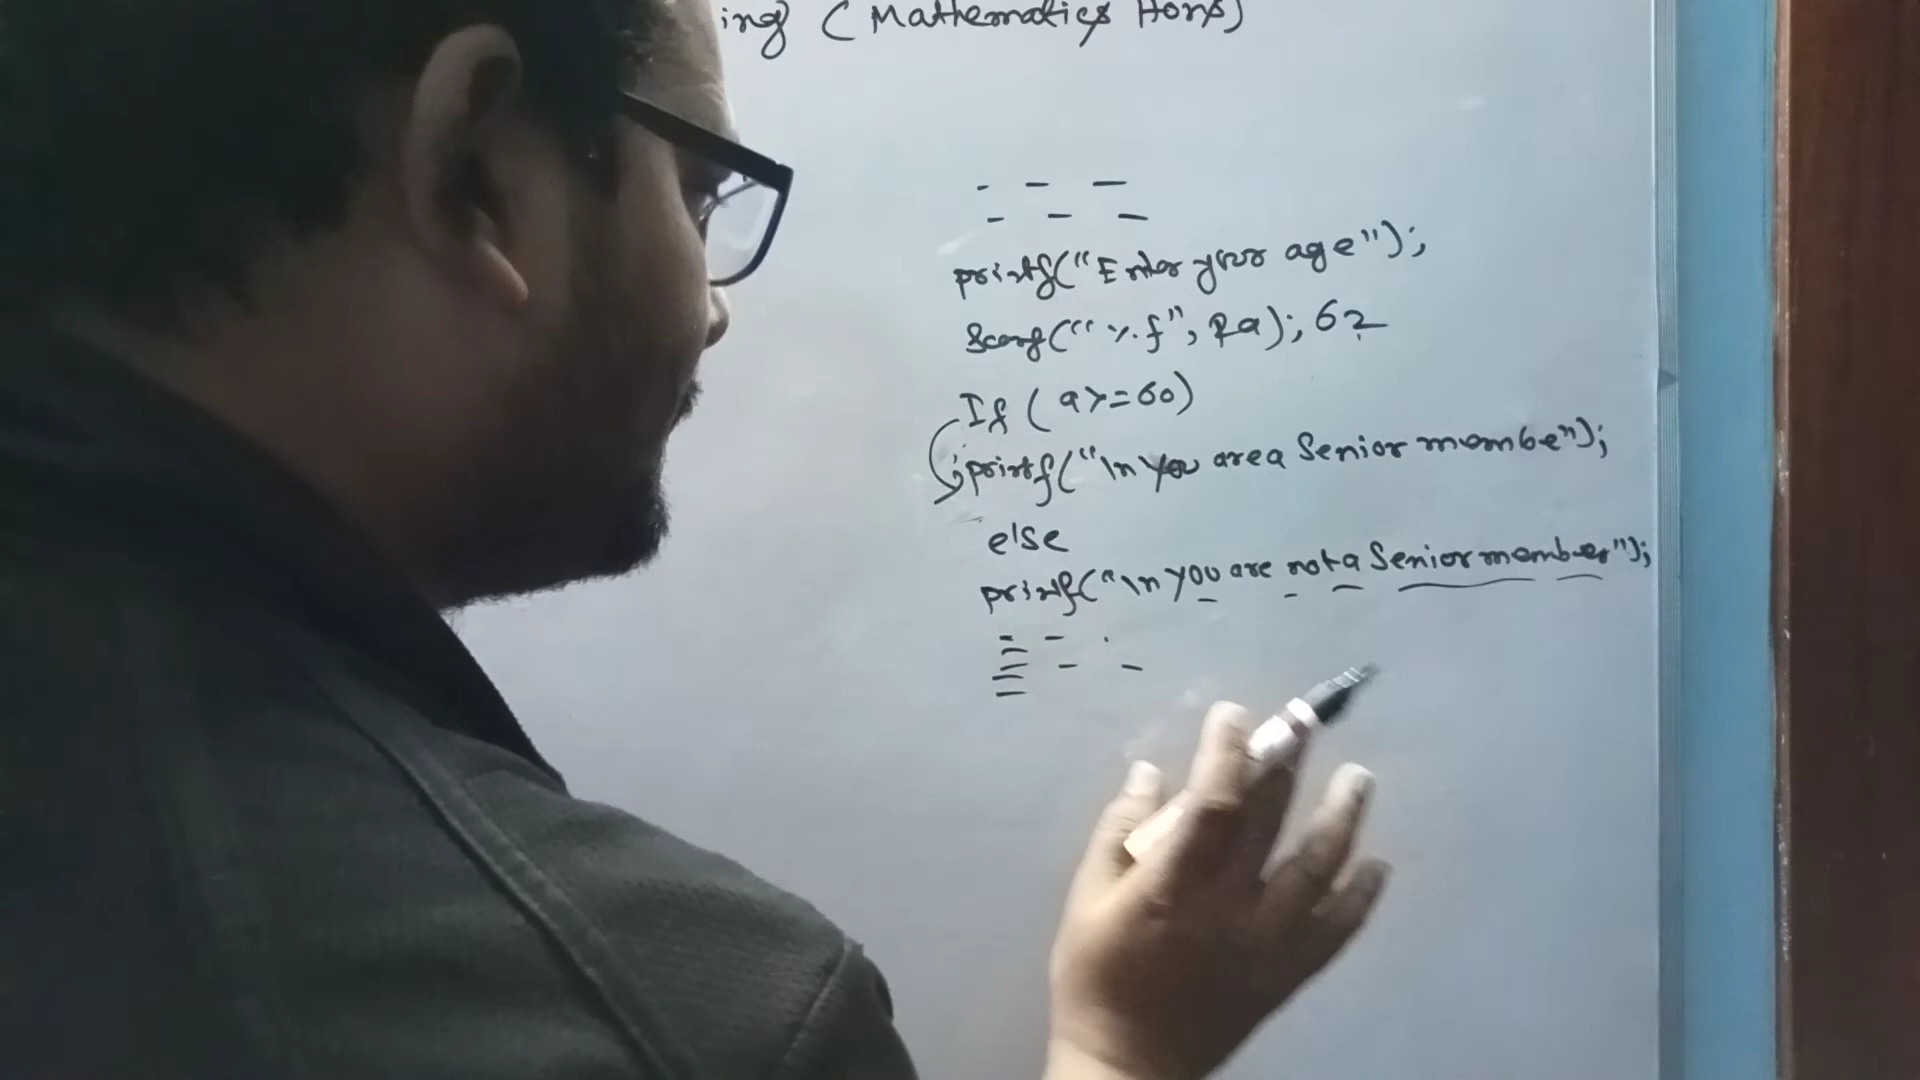 ing (Mathematics Hons)
printf("Enter your age");
Scanf("%f", &a); 62
If (a>=60)
printf("\n You are a Senior membe");
else
printf("\n you are not a Senior member");